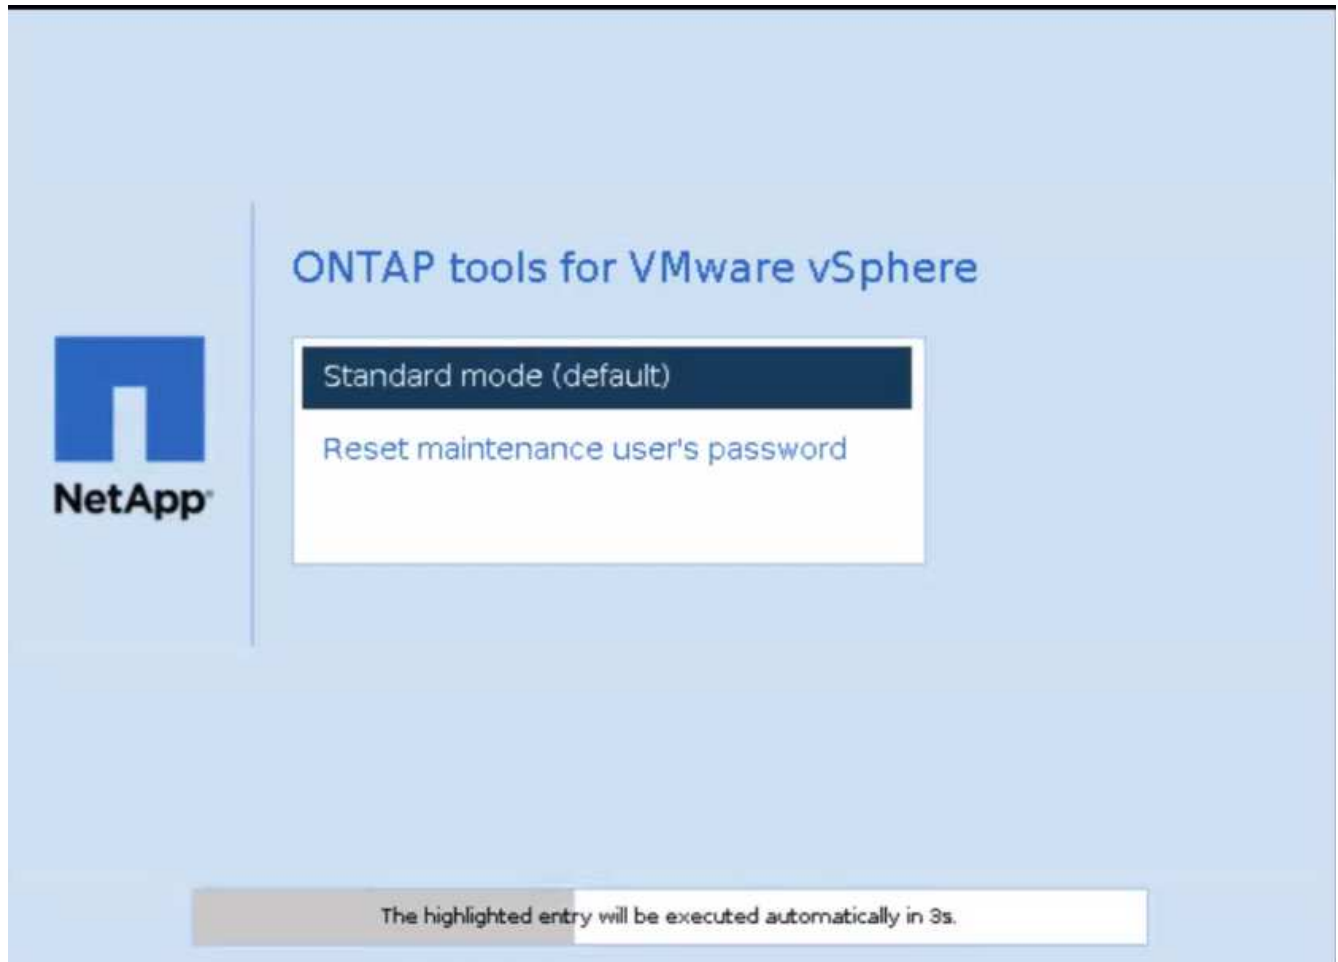 ONTAP tools for VMware vSphere
Standard mode (default)
Reset maintenance user's password
NetApp®
The highlighted entry will be executed automatically in 3s.